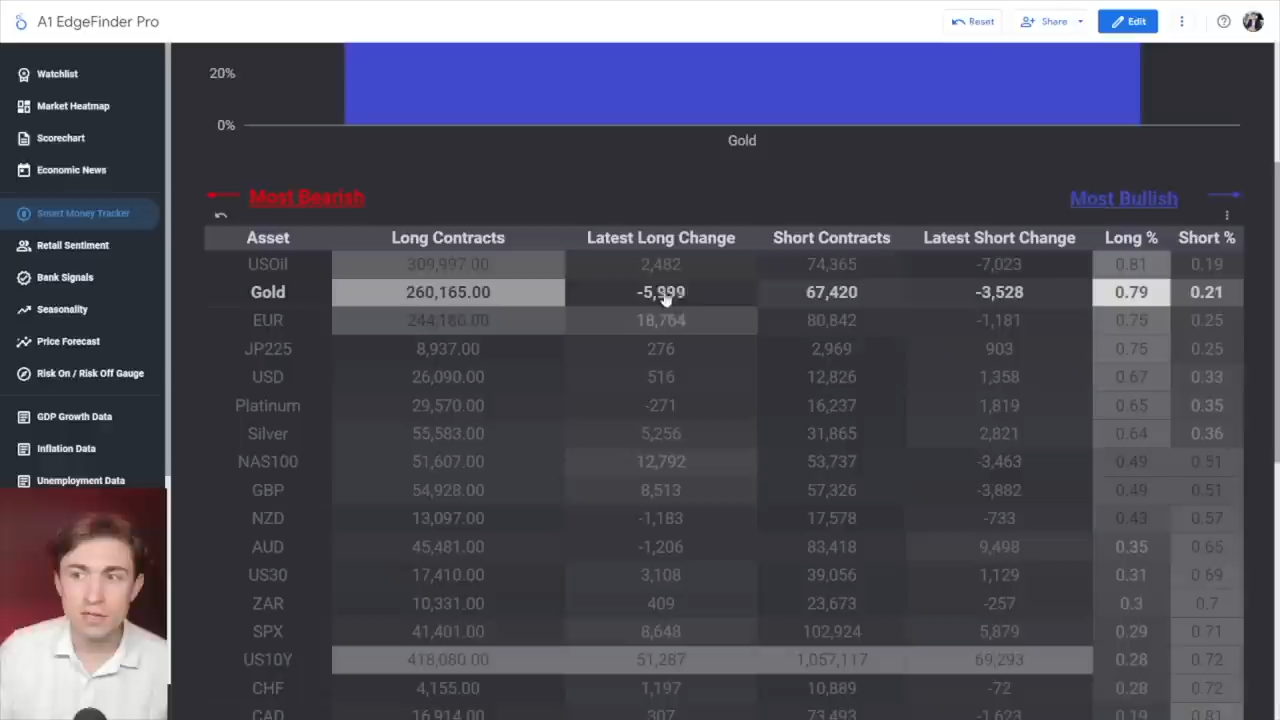 A1 EdgeFinder Pro
Reset
Share
Edit
Watchlist
Market Heatmap
Scorechart
Economic News
Smart Money Tracker
Retail Sentiment
Bank Signals
Seasonality
Price Forecast
Risk On / Risk Off Gauge
GDP Growth Data
Inflation Data
Unemployment Data
20%
0%
Gold
Most Bearish
Most Bullish
Asset Long Contracts Latest Long Change Short Contracts Latest Short Change Long % Short %
USOil 309,997.00 2,482 74,365 -7,023 0.81 0.19
Gold 260,165.00 -5,999 67,420 -3,528 0.79 0.21
EUR 244,180.00 18,764 80,842 -1,181 0.75 0.25
JP225 8,937.00 276 2,969 903 0.75 0.25
USD 26,090.00 516 12,826 1,358 0.67 0.33
Platinum 29,570.00 -271 16,237 1,819 0.65 0.35
Silver 55,583.00 5,256 31,865 2,821 0.64 0.36
NAS100 51,607.00 12,792 53,737 -3,463 0.49 0.51
GBP 54,928.00 8,513 57,326 -3,882 0.49 0.51
NZD 13,097.00 -1,183 17,578 -733 0.43 0.57
AUD 45,481.00 -1,206 83,418 9,498 0.35 0.65
US30 17,410.00 3,108 39,056 1,129 0.31 0.69
ZAR 10,331.00 409 23,673 -257 0.3 0.7
SPX 41,401.00 8,648 102,924 5,879 0.29 0.71
US10Y 418,080.00 51,287 1,057,117 69,293 0.28 0.72
CHF 4,155.00 1,197 10,889 -72 0.28 0.72
CAD 16,914.00 307 73,493 -1,623 0.19 0.81